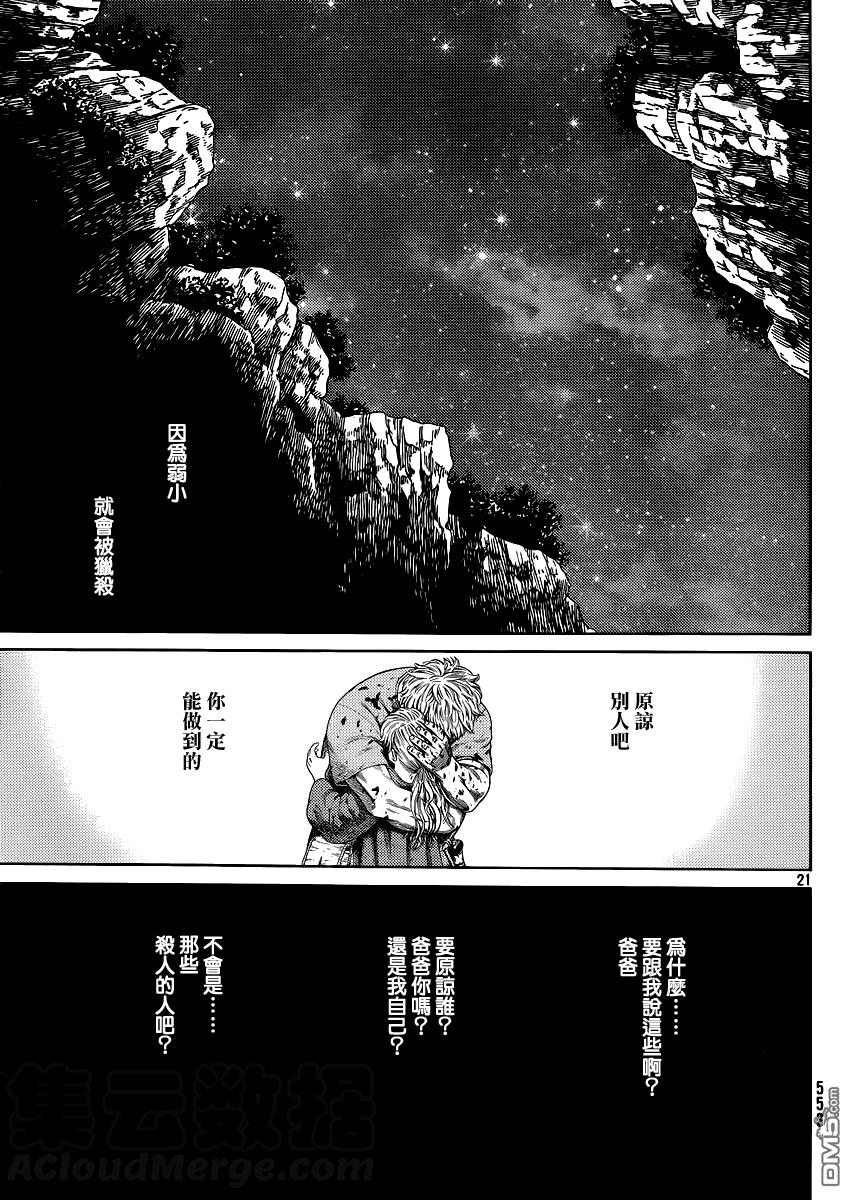 因為弱小
就會被獵殺
原諒
別人吧
你一定
能做到的
21
為什麼……
要跟我說這些啊？
爸爸
要原諒誰？
爸爸你嗎？
還是我自己？
不會是……
那些
殺人的人吧？
集云数据
ACloudMerge.com
DM5.com